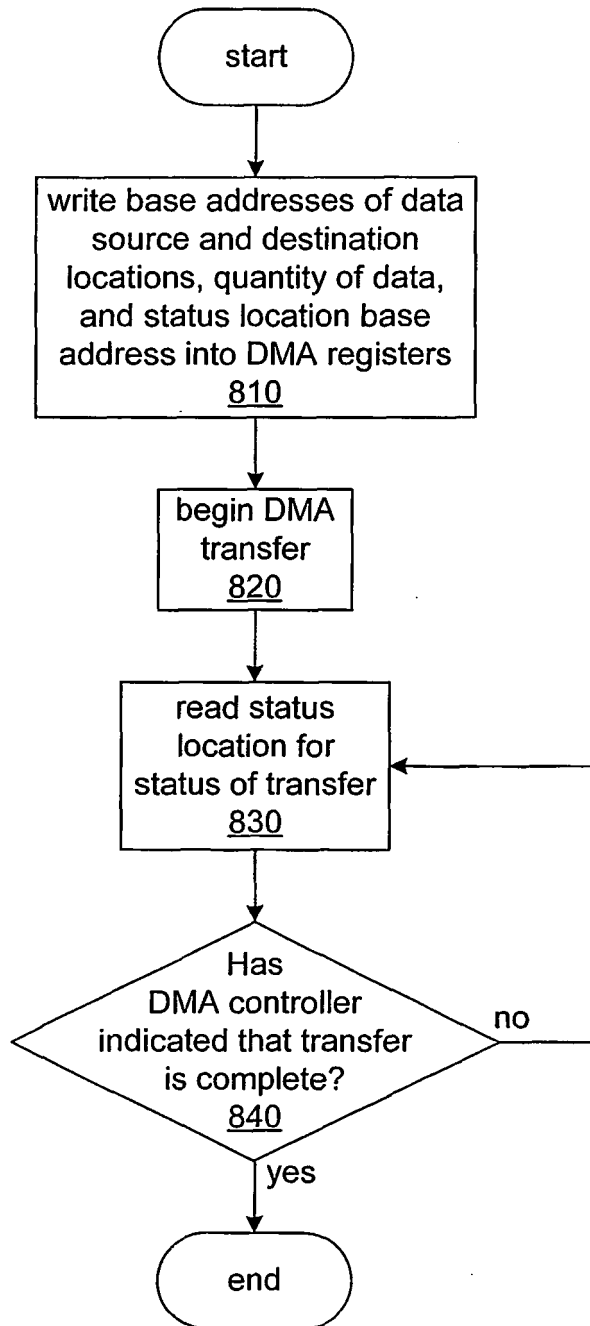 start
write base addresses of data
source and destination
locations, quantity of data,
and status location base
address into DMA registers
810
begin DMA
transfer
820
read status
location for
status of transfer
830
Has
DMA controller
indicated that transfer
is complete?
840
no
yes
end